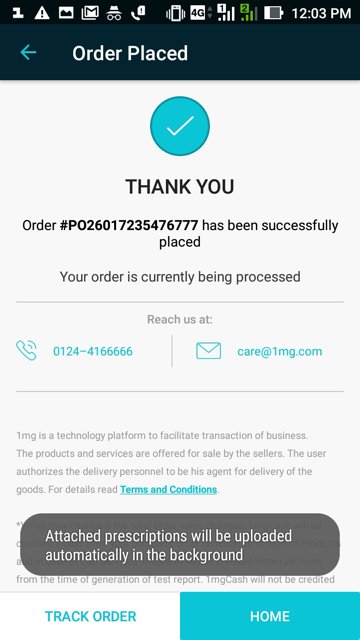 4G 1 2 12:03 PM
Order Placed
THANK YOU
Order #PO26017235476777 has been successfully
placed
Your order is currently being processed
Reach us at:
0124–4166666
care@1mg.com
1mg is a technology platform to facilitate transaction of business.
The products and services are offered for sale by the sellers. The user
authorizes the delivery personnel to be his agent for delivery of the
goods. For details read Terms and Conditions.
Attached prescriptions will be uploaded
automatically in the background
from the time of generation of test report. 1mgCash will not be credited
TRACK ORDER
HOME